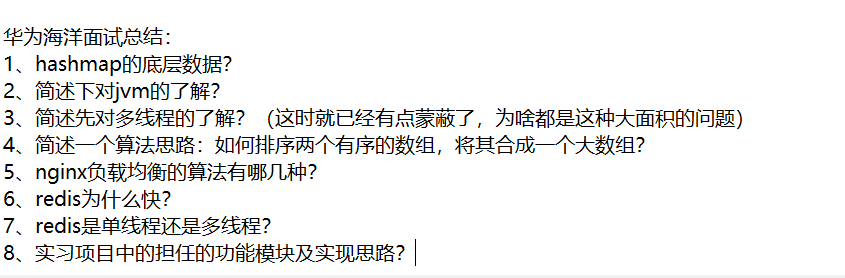 华为海洋面试总结：
1、hashmap的底层数据？
2、简述下对jvm的了解？
3、简述先对多线程的了解？（这时就已经有点蒙蔽了，为啥都是这种大面积的问题）
4、简述一个算法思路：如何排序两个有序的数组，将其合成一个大数组？
5、nginx负载均衡的算法有哪几种？
6、redis为什么快？
7、redis是单线程还是多线程？
8、实习项目中的担任的功能模块及实现思路？